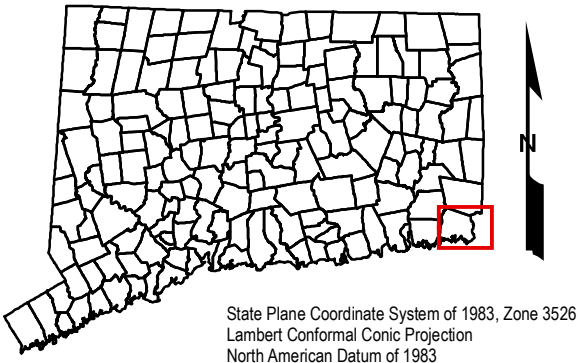 N
State Plane Coordinate System of 1983, Zone 3526
Lambert Conformal Conic Projection
North American Datum of 1983